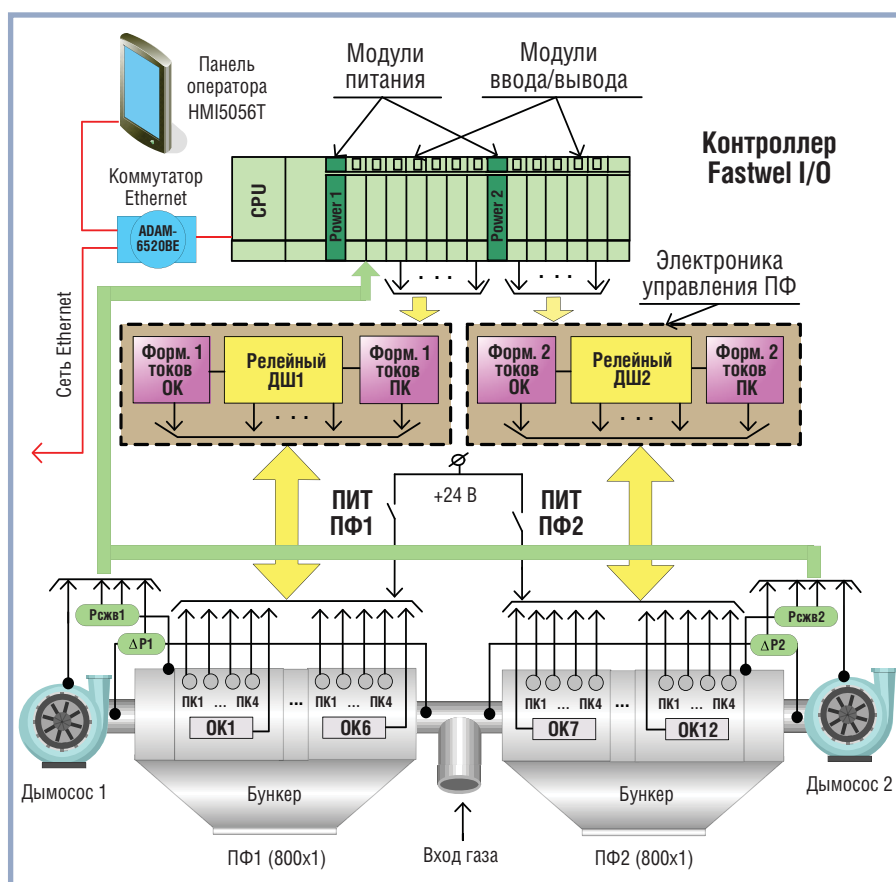 Панель
оператора
HMI5056T
Модули
питания
Модули
ввода/вывода
Контроллер
Fastwel I/O
Коммутатор
Ethernet
ADAM-
6520BE
CPU
Power 1
Power 2
. . .
. . .
Электроника
управления ПФ
Сеть Ethernet
Форм. 1
токов
ОК
Релейный
ДШ1
Форм. 1
токов
ПК
. . .
Форм. 2
токов
ОК
Релейный
ДШ2
Форм. 2
токов
ПК
. . .
+24 В
ПИТ
ПФ1
ПИТ
ПФ2
Рсжв1
ΔР1
Рсжв2
ΔР2
ПК1 ... ПК4
ОК1
...
ПК1 ... ПК4
ОК6
ПК1 ... ПК4
ОК7
...
ПК1 ... ПК4
ОК12
Дымосос 1
Бункер
Бункер
Дымосос 2
ПФ1 (800х1)
Вход газа
ПФ2 (800х1)